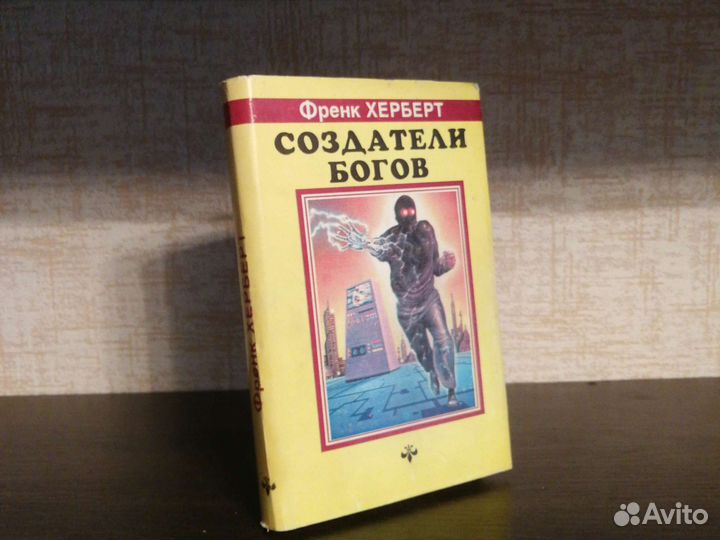 Френк ХЕРБЕРТ
СОЗДАТЕЛИ
БОГОВ
Френк ХЕРБЕРТ
Avito